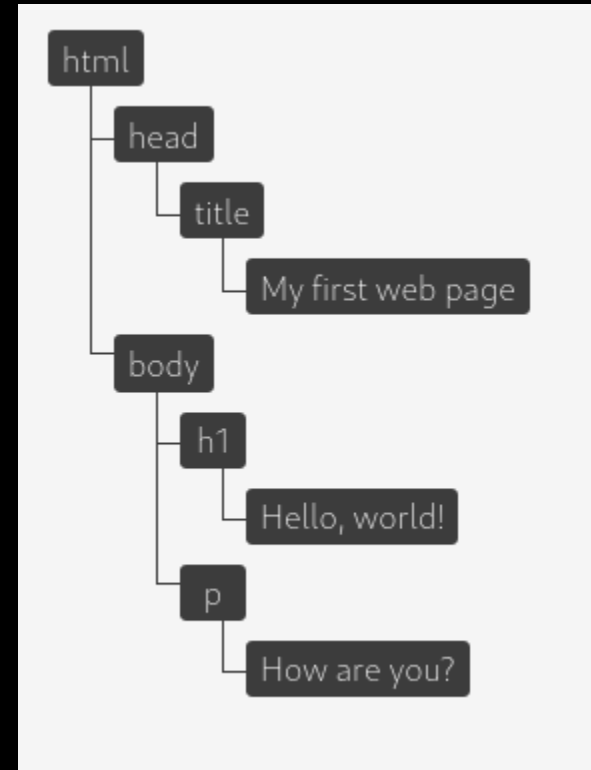 html
head
title
My first web page
body
h1
Hello, world!
p
How are you?